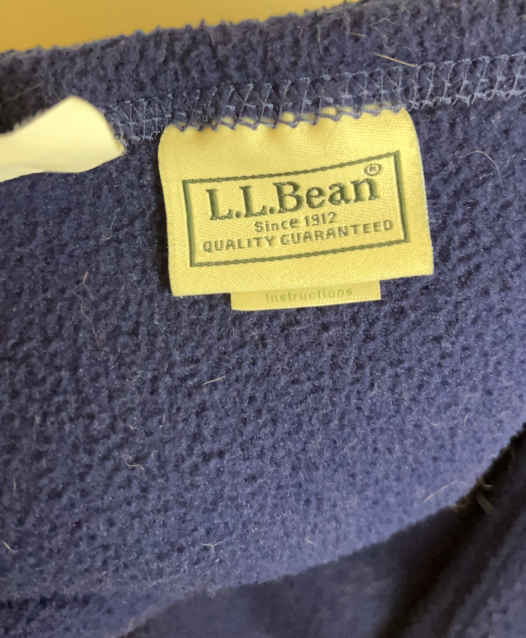 L.L.Bean®
Since 1912
QUALITY GUARANTEED
Instructions